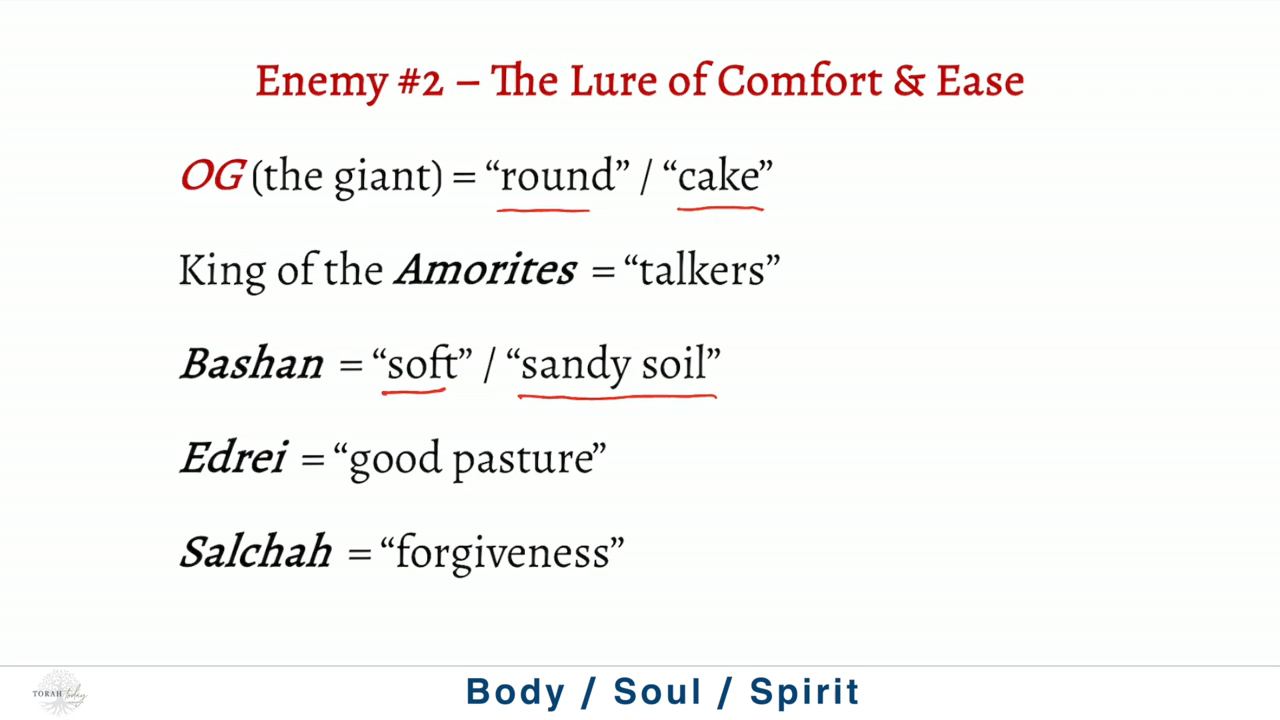 Enemy #2 – The Lure of Comfort & Ease
OG (the giant) = “round” / “cake”
King of the Amorites = “talkers”
Bashan = “soft” / “sandy soil”
Edrei = “good pasture”
Salchah = “forgiveness”
TORAH today
Body / Soul / Spirit